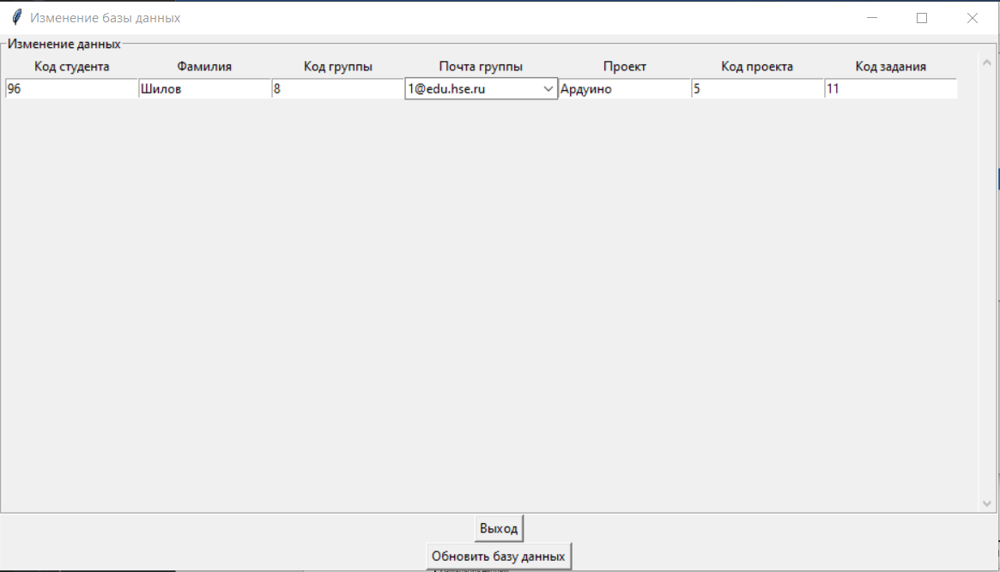 Изменение базы данных
Изменение данных
Код студента Фамилия Код группы Почта группы Проект Код проекта Код задания
96 Шилов 8 1@edu.hse.ru Ардуино 5 11
Выход
Обновить базу данных